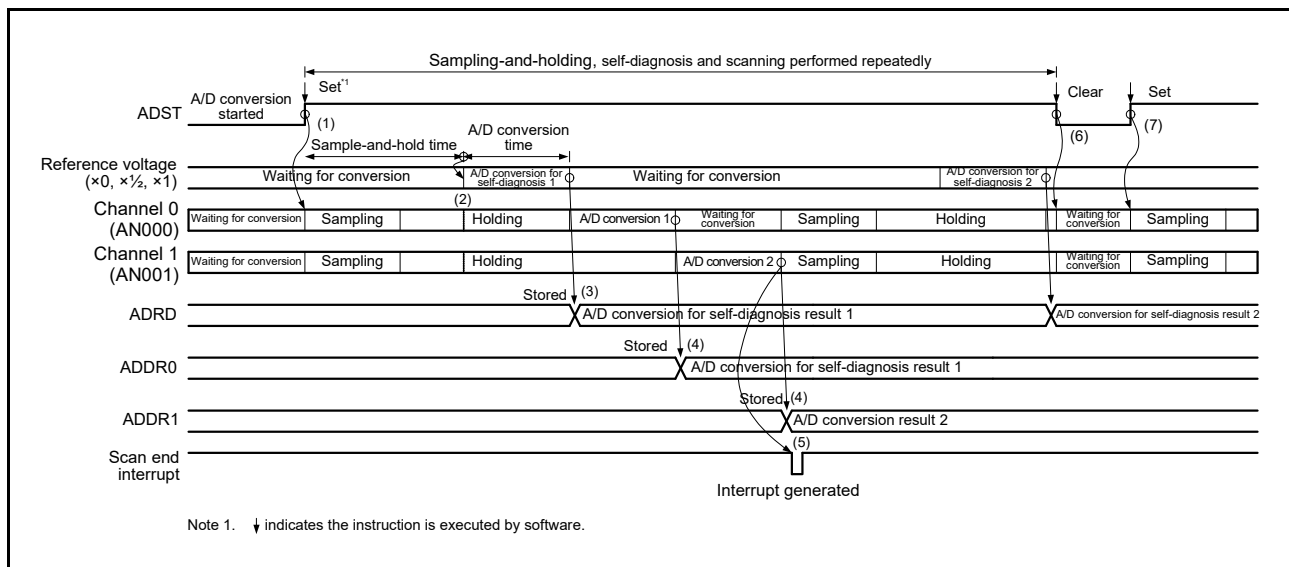 Sampling-and-holding, self-diagnosis and scanning performed repeatedly
ADST
A/D conversion
started
Set*1
(1)
Clear
(6)
Set
(7)
Sample-and-hold time
A/D conversion
time
Reference voltage
(×0, ×½, ×1)
Waiting for conversion
A/D conversion for
self-diagnosis 1
Waiting for conversion
A/D conversion for
self-diagnosis 2
(2)
Channel 0
(AN000)
Waiting for conversion
Sampling
Holding
A/D conversion 1
Waiting for
conversion
Sampling
Holding
Waiting for
conversion
Sampling
Channel 1
(AN001)
Waiting for conversion
Sampling
Holding
A/D conversion 2
Sampling
Holding
Waiting for
conversion
Sampling
ADRD
Stored
(3)
A/D conversion for self-diagnosis result 1
A/D conversion for self-diagnosis result 2
ADDR0
Stored
(4)
A/D conversion for self-diagnosis result 1
ADDR1
Stored
(4)
A/D conversion result 2
Scan end
interrupt
(5)
Interrupt generated
Note 1. ↓ indicates the instruction is executed by software.